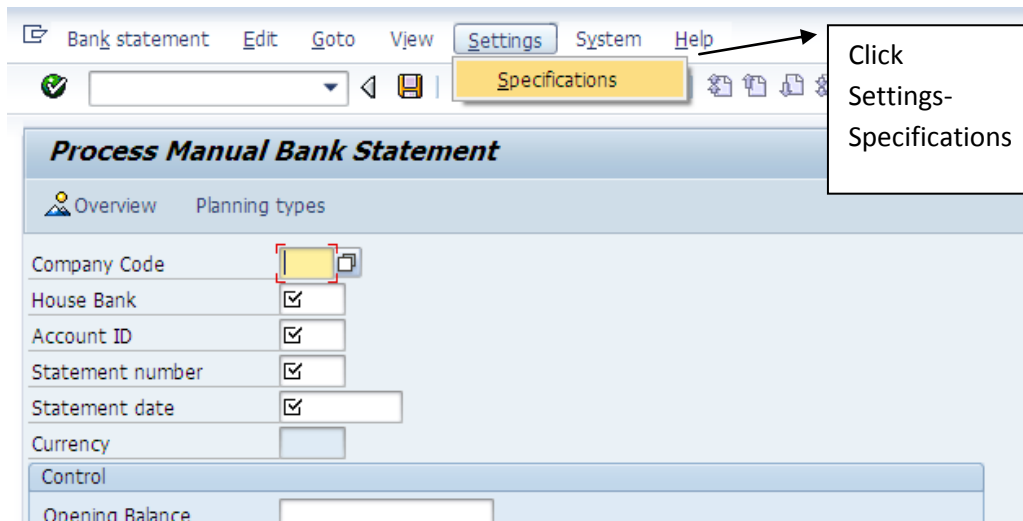 Bank statement Edit Goto View Settings System Help
Specifications
Click
Settings-
Specifications
Process Manual Bank Statement
Overview Planning types
Company Code
House Bank
Account ID
Statement number
Statement date
Currency
Control
Opening Balance